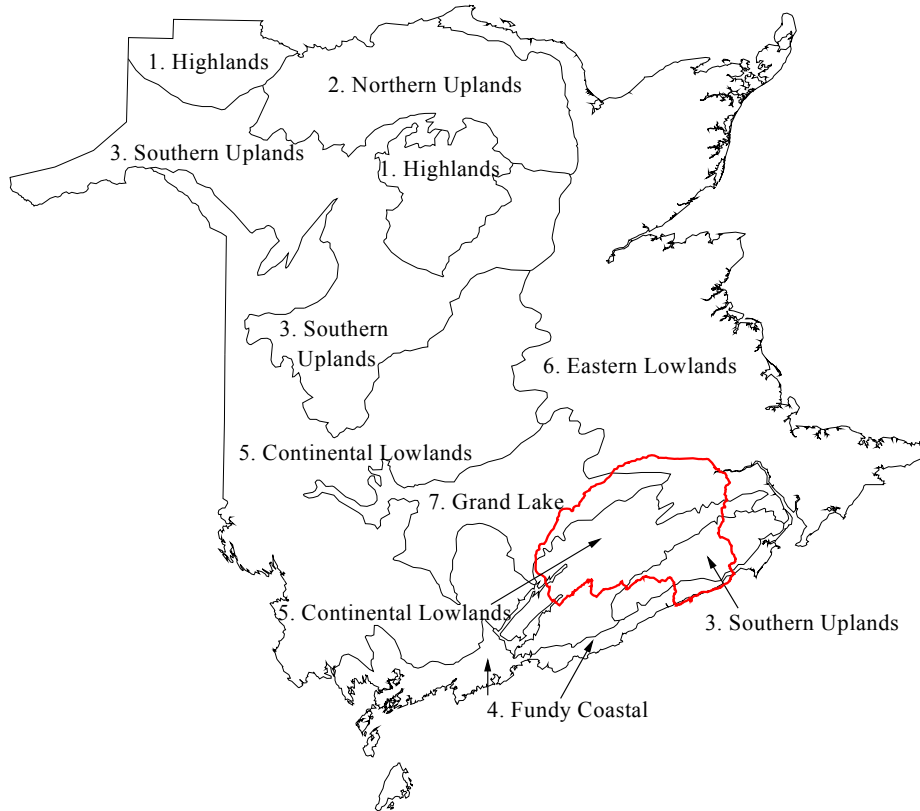 1. Highlands
2. Northern Uplands
3. Southern Uplands
1. Highlands
3. Southern
Uplands
6. Eastern Lowlands
5. Continental Lowlands
7. Grand Lake
5. Continental Lowlands
3. Southern Uplands
4. Fundy Coastal